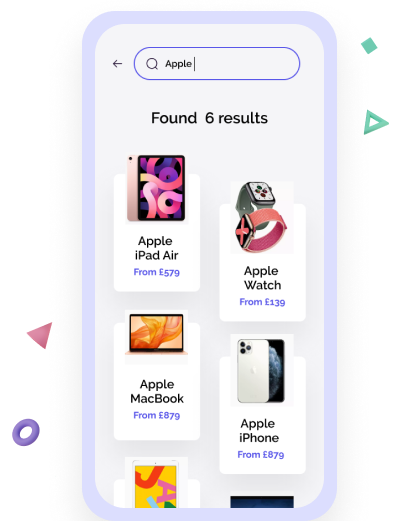 Apple
Found 6 results
Apple
iPad Air
From £579
Apple
Watch
From £139
Apple
MacBook
From £879
Apple
iPhone
From £879